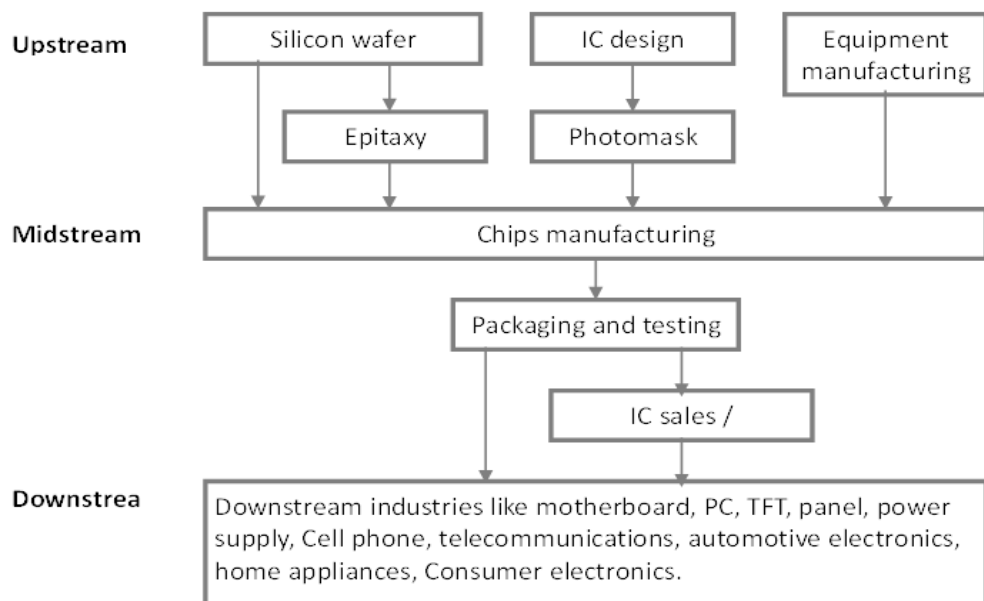 Upstream
Silicon wafer
IC design
Equipment
manufacturing
Epitaxy
Photomask
Midstream
Chips manufacturing
Packaging and testing
IC sales /
Downstrea
Downstream industries like motherboard, PC, TFT, panel, power
supply, Cell phone, telecommunications, automotive electronics,
home appliances, Consumer electronics.